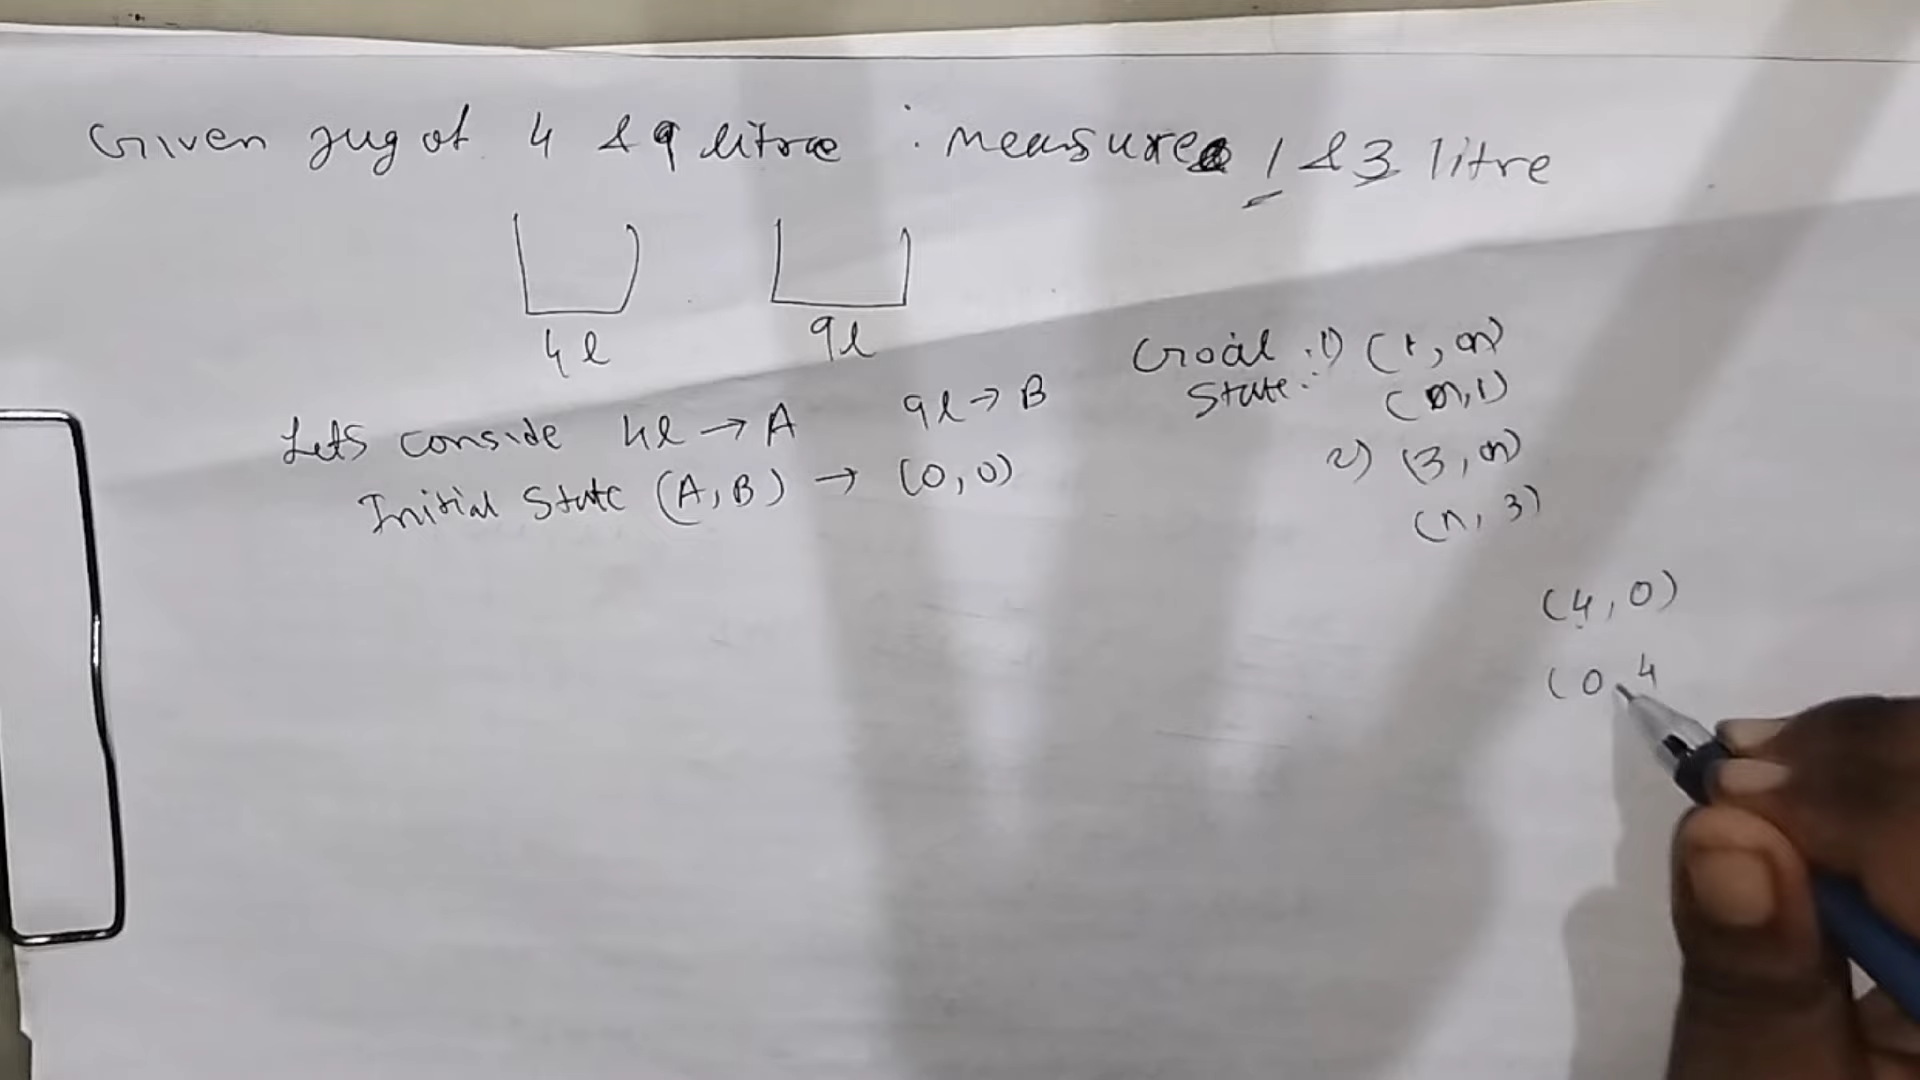 Given jug of 4 & 9 litre : measure 1 & 3 litre
4l 9l
Lets conside 4l → A 9l → B
Initial State (A, B) → (0, 0)
Goal State : 1) (1, n)
(n, 1)
2) (3, n)
(n, 3)
(4, 0)
(0 4